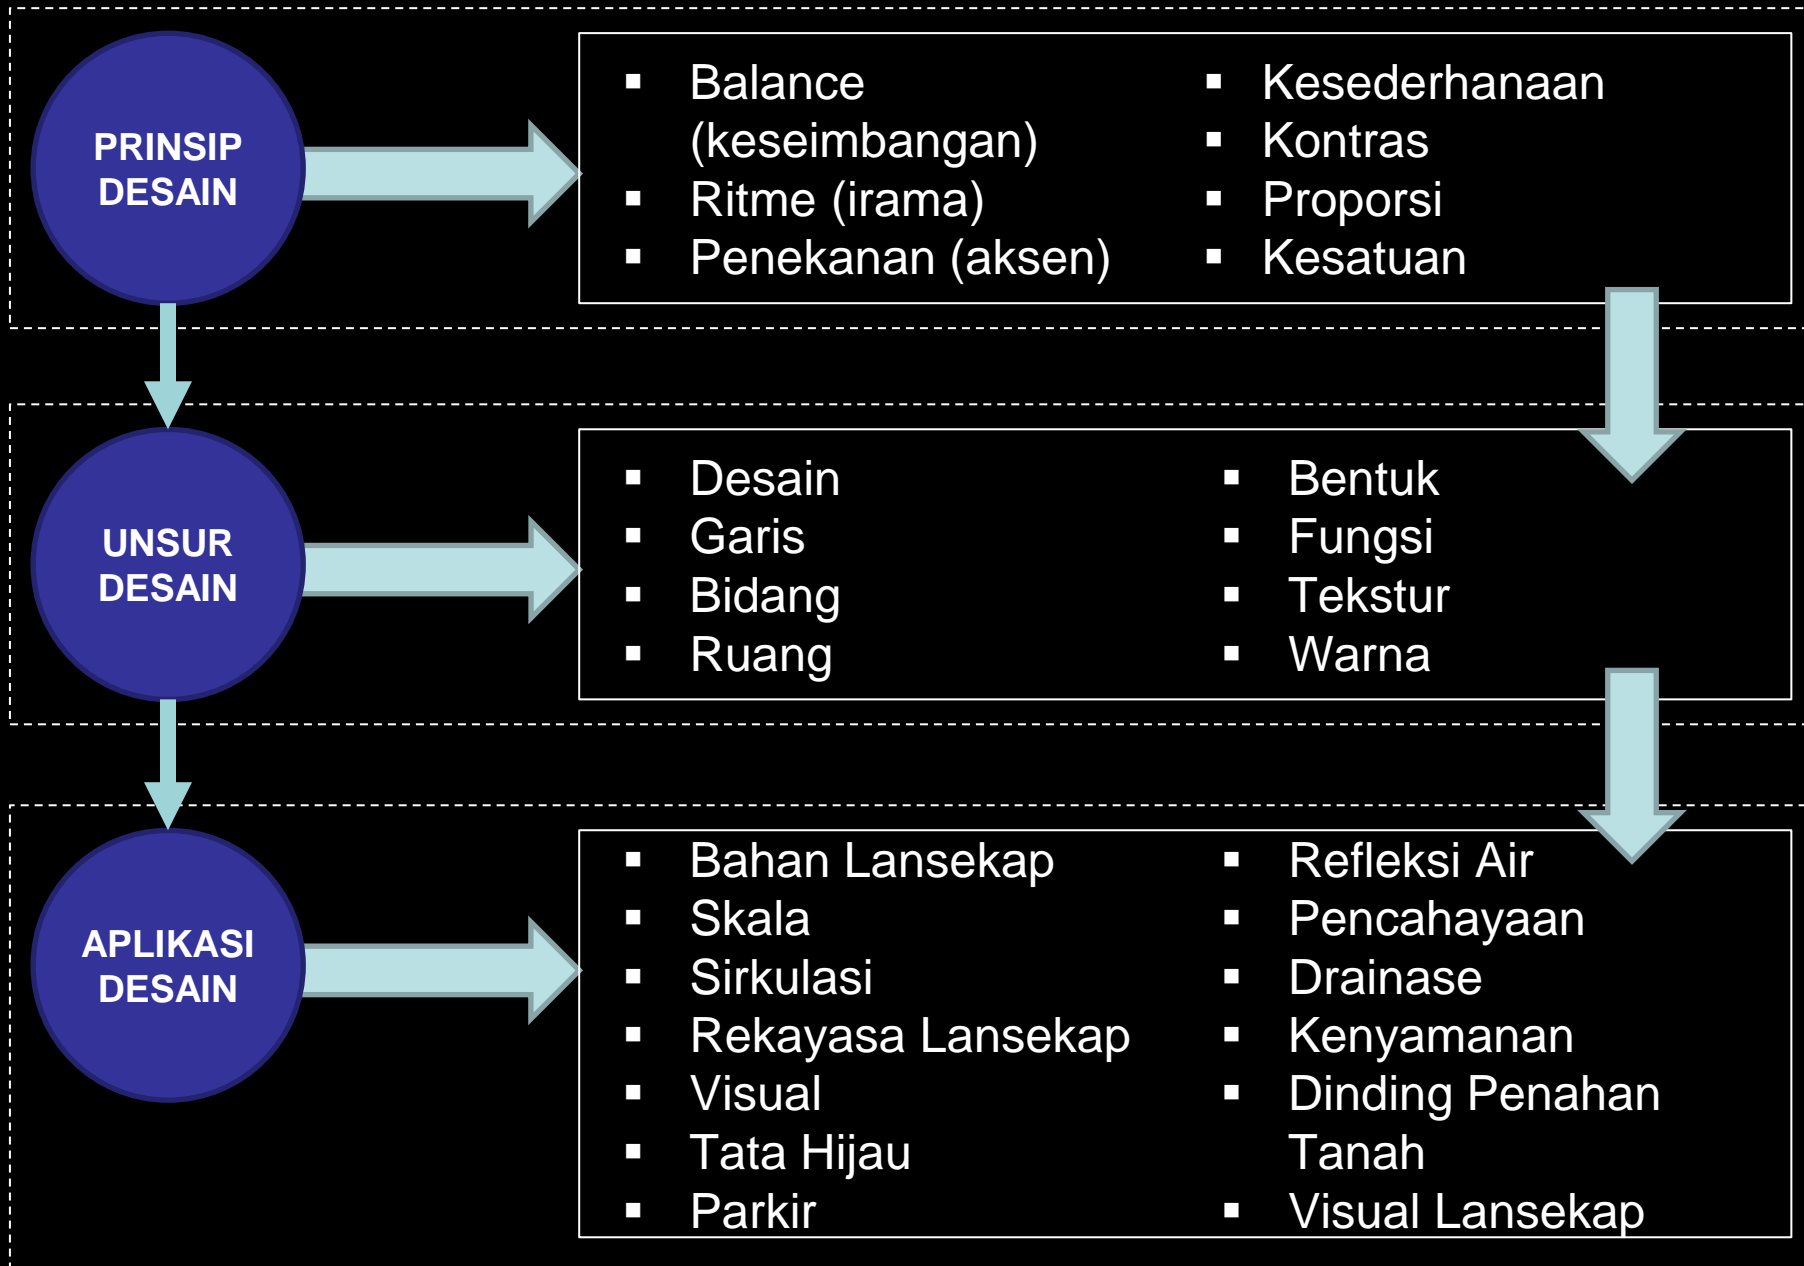 PRINSIP
DESAIN
▪ Balance
(keseimbangan)
▪ Ritme (irama)
▪ Penekanan (aksen)
▪ Kesederhanaan
▪ Kontras
▪ Proporsi
▪ Kesatuan
UNSUR
DESAIN
▪ Desain
▪ Garis
▪ Bidang
▪ Ruang
▪ Bentuk
▪ Fungsi
▪ Tekstur
▪ Warna
APLIKASI
DESAIN
▪ Bahan Lansekap
▪ Skala
▪ Sirkulasi
▪ Rekayasa Lansekap
▪ Visual
▪ Tata Hijau
▪ Parkir
▪ Refleksi Air
▪ Pencahayaan
▪ Drainase
▪ Kenyamanan
▪ Dinding Penahan
Tanah
▪ Visual Lansekap